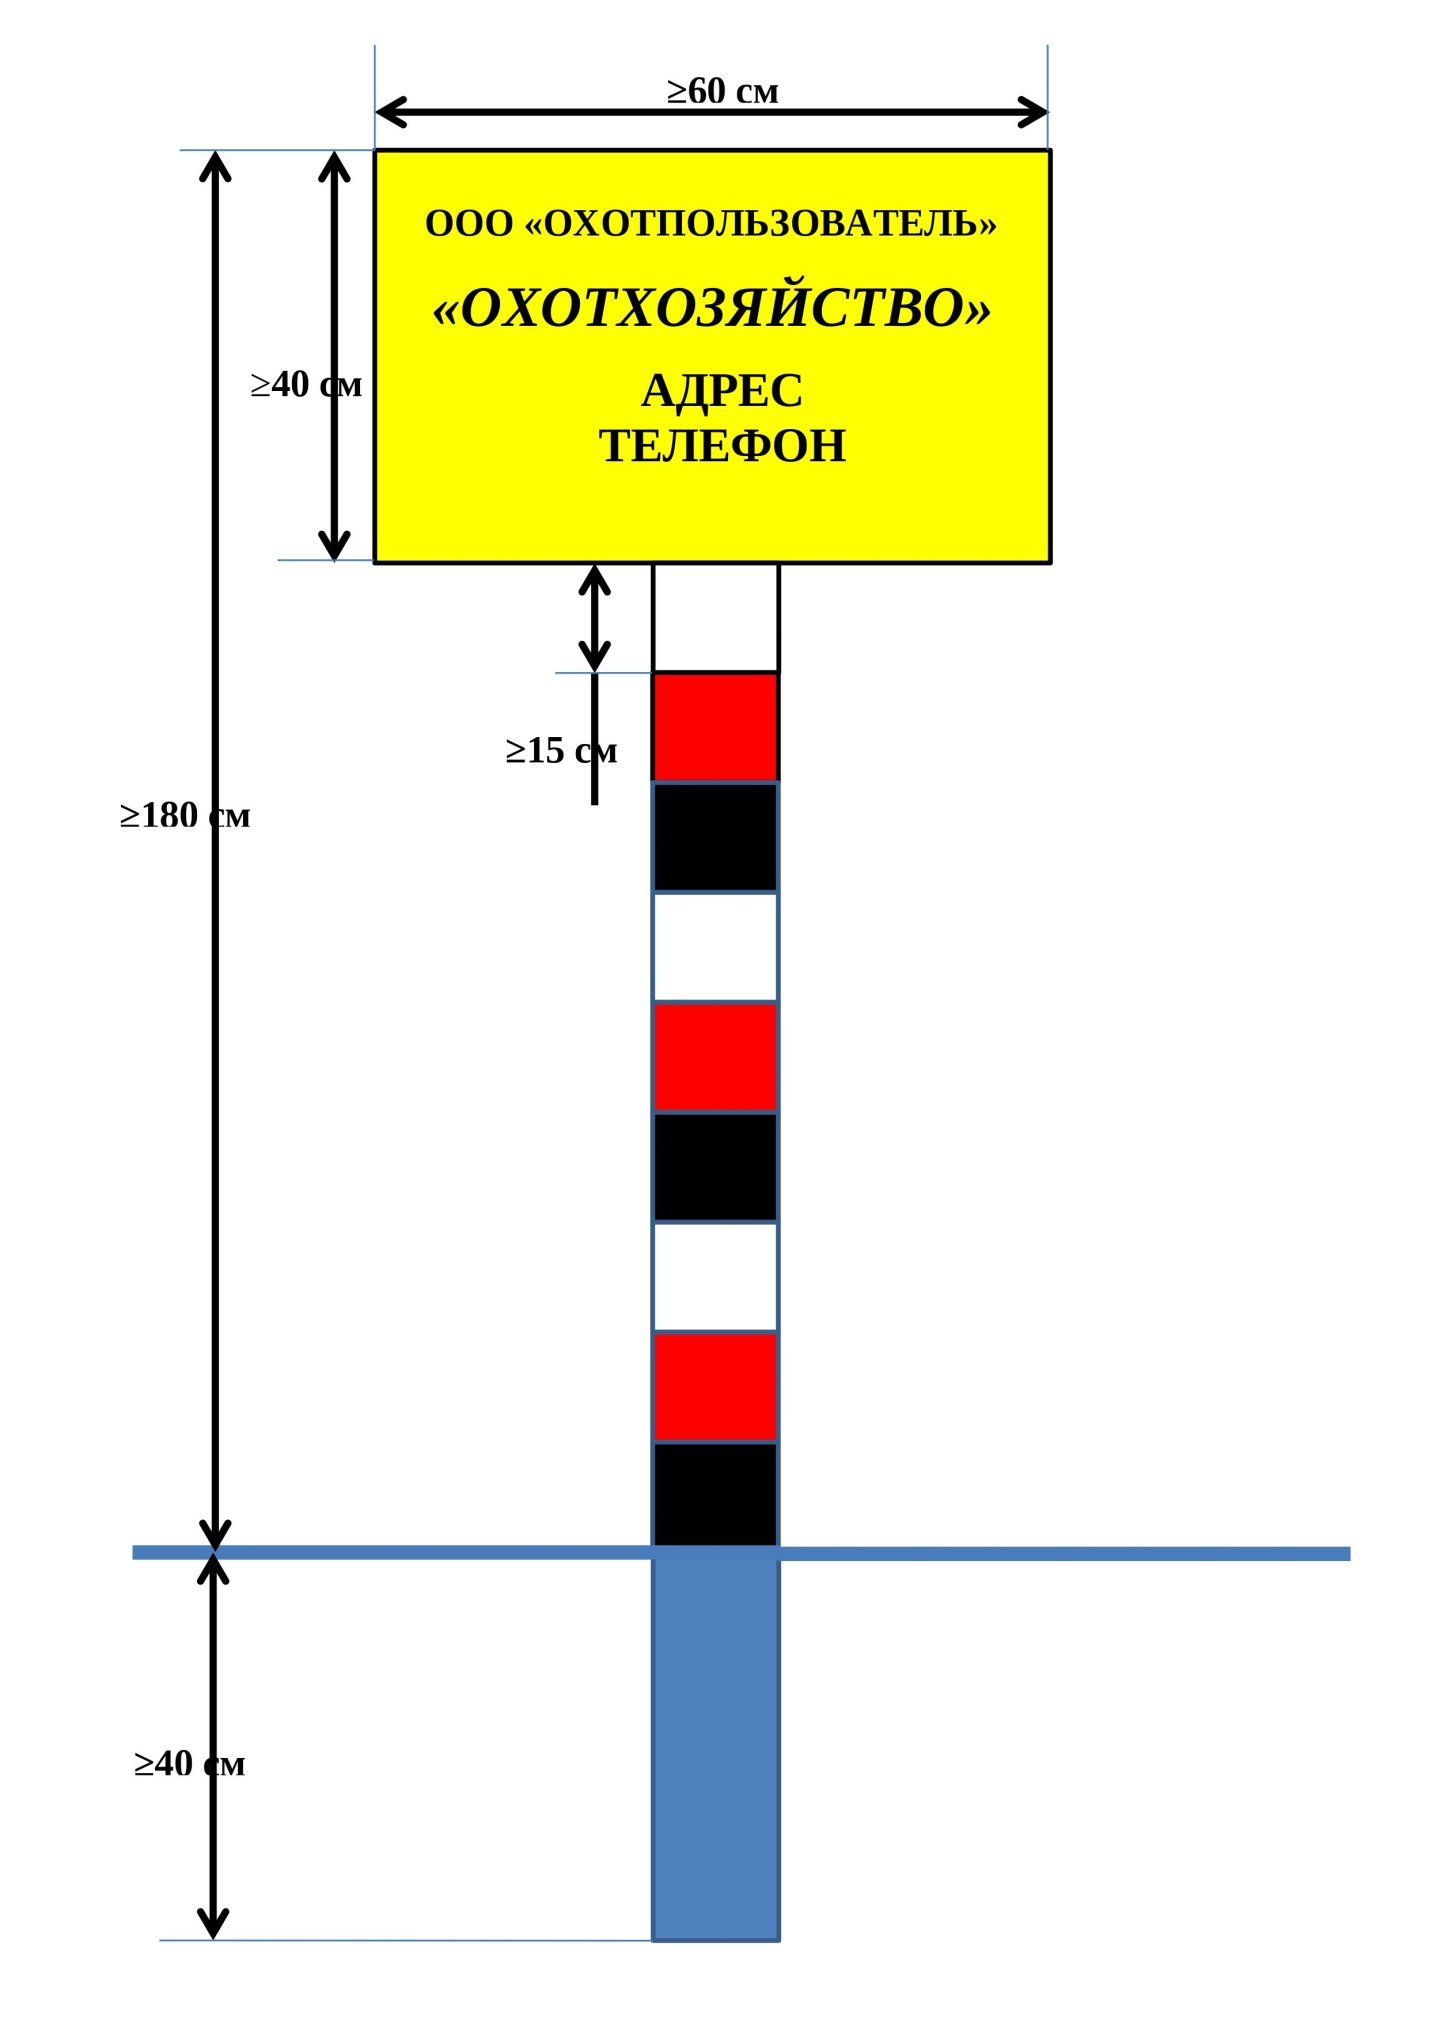 ≥60 см
ООО «ОХОТПОЛЬЗОВАТЕЛЬ»
«ОХОТХОЗЯЙСТВО»
≥40 см
АДРЕС
ТЕЛЕФОН
≥15 см
≥180 см
≥40 см